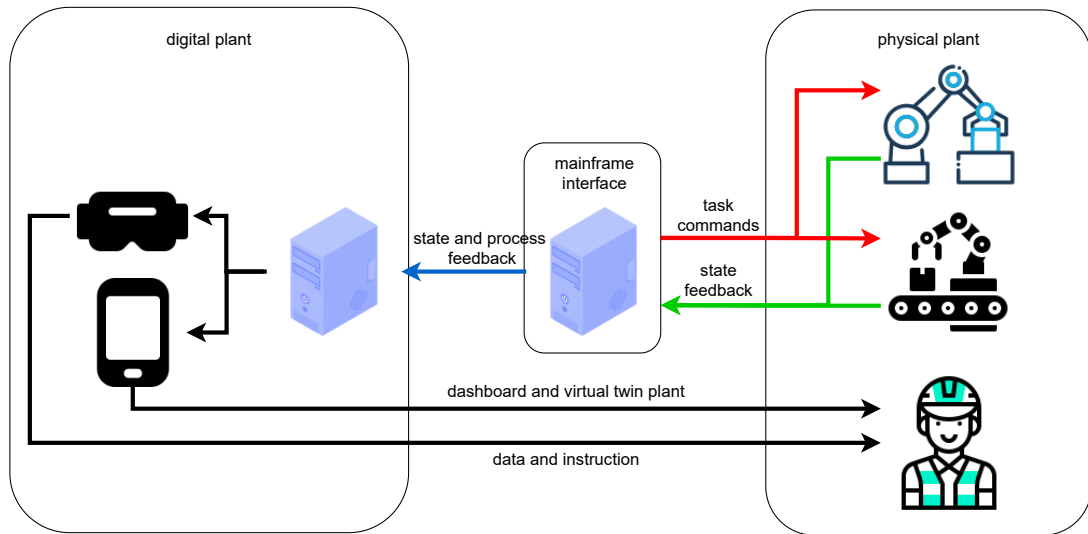 digital plant
physical plant
mainframe
interface
task
commands
state and process
feedback
state
feedback
dashboard and virtual twin plant
data and instruction